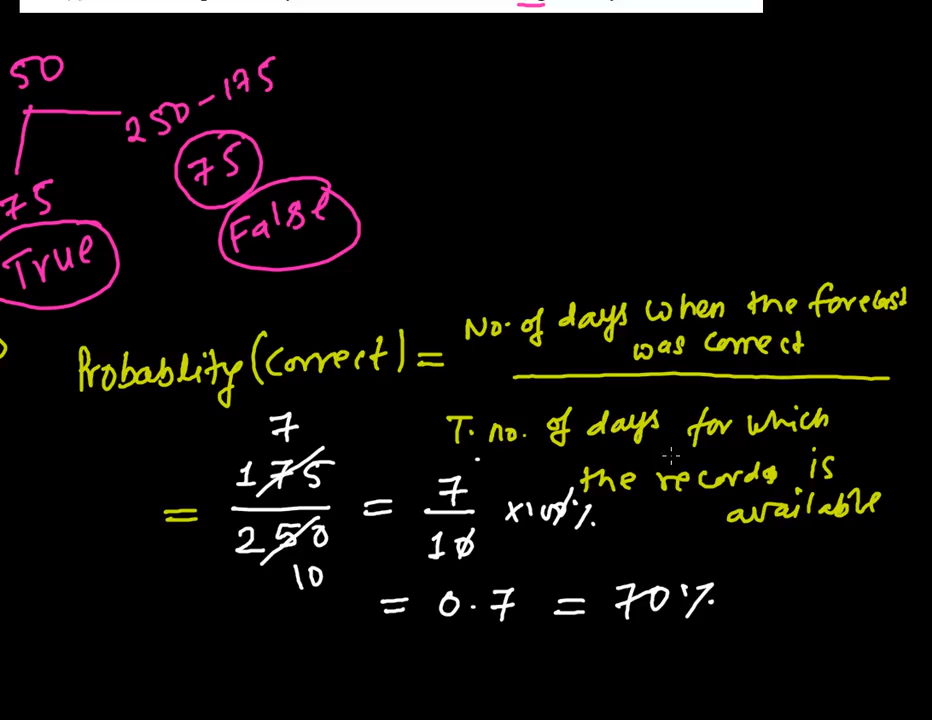 50
250-175
75
75
False
True
Probablity (Correct) = No. of days when the forecast
was correct
T. no. of days for which
the records is
available
7
= 175 = 7 × 100%
250 10
10
= 0.7 = 70%